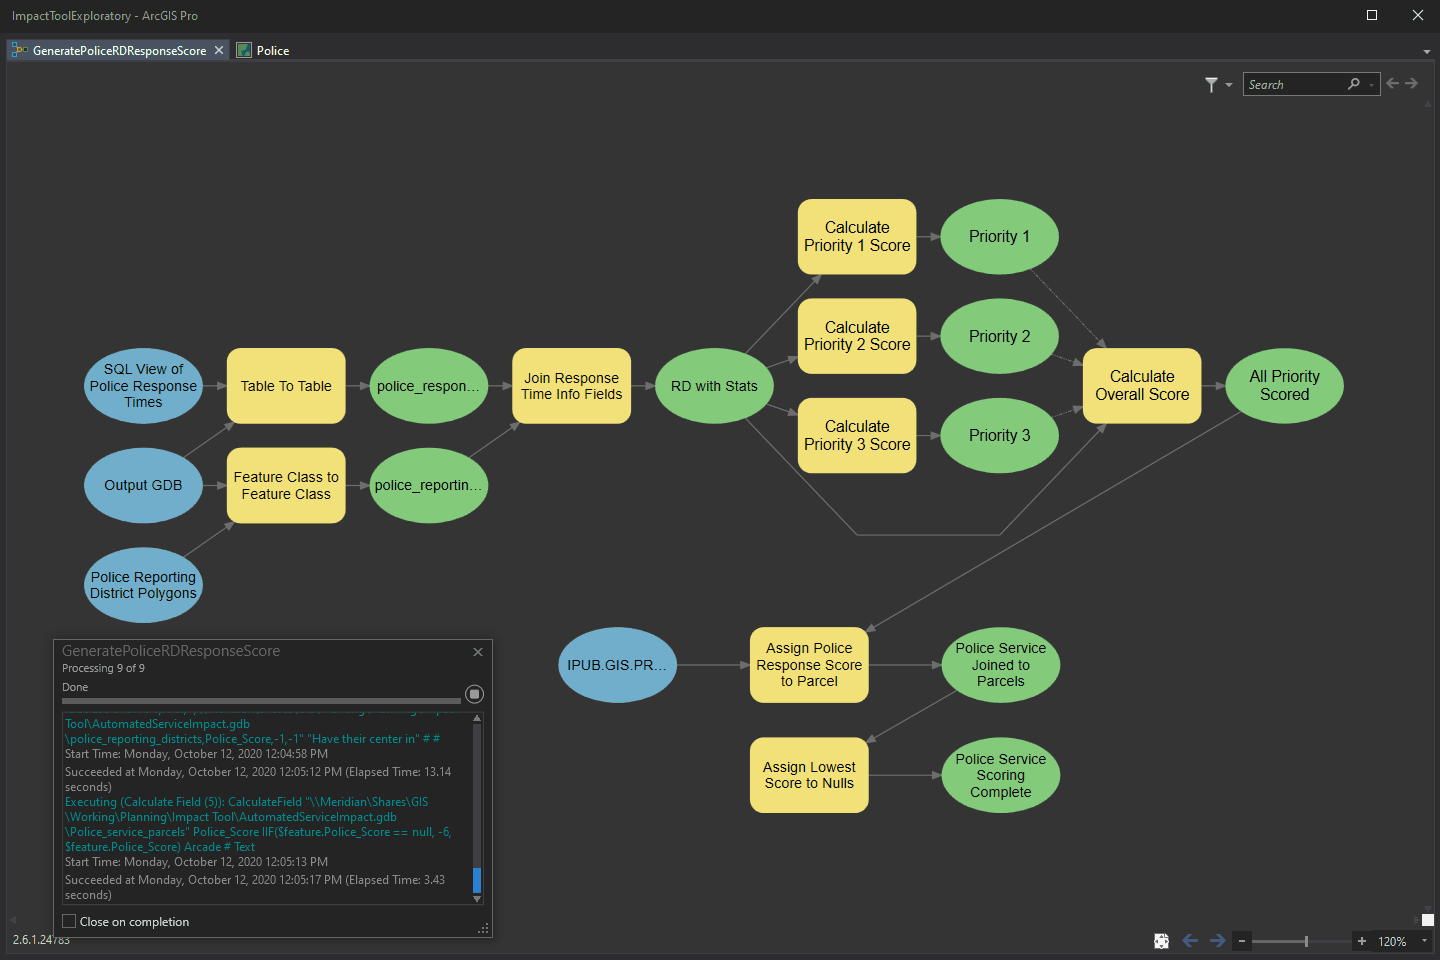 ImpactToolExploratory - ArcGIS Pro
GeneratePoliceRDResponseScore
Police
Search
Calculate
Priority 1 Score
Priority 1
Calculate
Priority 2 Score
Priority 2
SQL View of
Police Response
Times
Table To Table
police_respon...
Join Response
Time Info Fields
RD with Stats
Calculate
Overall Score
All Priority
Scored
Calculate
Priority 3 Score
Priority 3
Output GDB
Feature Class to
Feature Class
police_reportin...
Police Reporting
District Polygons
IPUB.GIS.PR...
Assign Police
Response Score
to Parcel
Police Service
Joined to
Parcels
Assign Lowest
Score to Nulls
Police Service
Scoring
Complete
GeneratePoliceRDResponseScore
Processing 9 of 9
Done
Tool\AutomatedServiceImpact.gdb
\police_reporting_districts,Police_Score,-1,-1" "Have their center in" # #
Start Time: Monday, October 12, 2020 12:04:58 PM
Succeeded at Monday, October 12, 2020 12:05:12 PM (Elapsed Time: 13.14
seconds)
Executing (Calculate Field (5)): CalculateField "\\Meridian\Shares\GIS
\Working\Planning\Impact Tool\AutomatedServiceImpact.gdb
\Police_service_parcels" Police_Score IIF($feature.Police_Score == null, -6,
$feature.Police_Score) Arcade # Text
Start Time: Monday, October 12, 2020 12:05:13 PM
Succeeded at Monday, October 12, 2020 12:05:17 PM (Elapsed Time: 3.43
seconds)
Close on completion
2.6.1.24783
120%